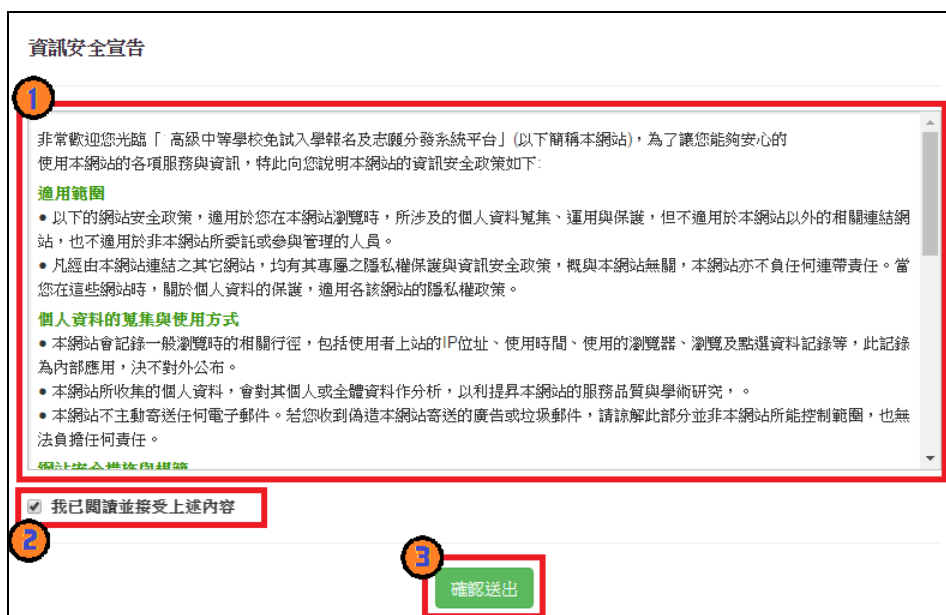 資訊安全宣告
1
非常歡迎您光臨「 高級中等學校免試入學報名及志願分發系統平台」(以下簡稱本網站),為了讓您能夠安心的
使用本網站的各項服務與資訊,特此向您說明本網站的資訊安全政策如下:
適用範圍
● 以下的網站安全政策,適用於您在本網站瀏覽時,所涉及的個人資料蒐集、運用與保護,但不適用於本網站以外的相關連結網
站,也不適用於非本網站所委託或參與管理的人員。
● 凡經由本網站連結之其它網站,均有其專屬之隱私權保護與資訊安全政策,概與本網站無關,本網站亦不負任何連帶責任。當
您在這些網站時,關於個人資料的保護,適用各該網站的隱私權政策。
個人資料的蒐集與使用方式
● 本網站會記錄一般瀏覽時的相關行徑,包括使用者上站的IP位址、使用時間、使用的瀏覽器、瀏覽及點選資料記錄等,此記錄
為內部應用,決不對外公布。
● 本網站所收集的個人資料,會對其個人或全體資料作分析,以利提昇本網站的服務品質與學術研究,。
● 本網站不主動寄送任何電子郵件。若您收到偽造本網站寄送的廣告或垃圾郵件,請諒解此部分並非本網站所能控制範圍,也無
法負擔任何責任。
網站安全措施與規範
我已閱讀並接受上述內容
2
3
確認送出